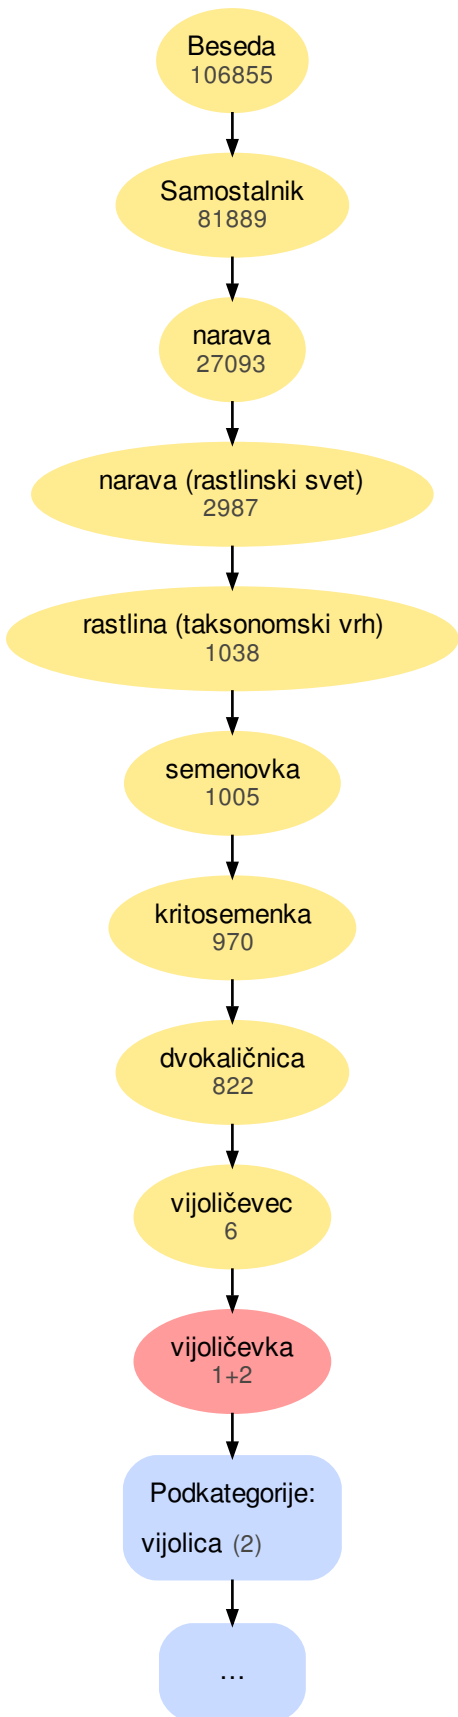 Beseda
106855
Samostalnik
81889
narava
27093
narava (rastlinski svet)
2987
rastlina (taksonomski vrh)
1038
semenovka
1005
kritosemenka
970
dvokaličnica
822
vijoličevec
6
vijoličevka
1+2
Podkategorije:
vijolica (2)
...